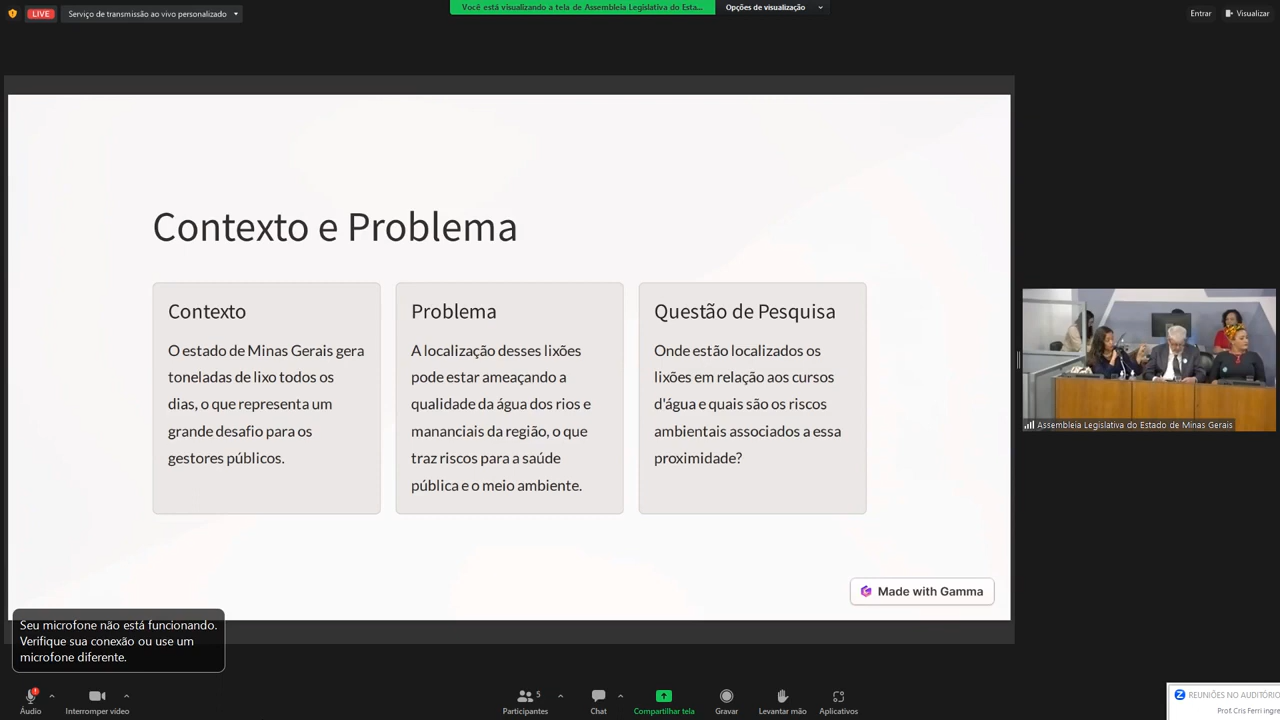 LIVE
Serviço de transmissão ao vivo personalizado
Você está visualizando a tela de Assembleia Legislativa do Esta...
Opções de visualização
Entrar
Visualizar
Contexto e Problema
Contexto
O estado de Minas Gerais gera
toneladas de lixo todos os
dias, o que representa um
grande desafio para os
gestores públicos.
Problema
A localização desses lixões
pode estar ameaçando a
qualidade da água dos rios e
mananciais da região, o que
traz riscos para a saúde
pública e o meio ambiente.
Questão de Pesquisa
Onde estão localizados os
lixões em relação aos cursos
d'água e quais são os riscos
ambientais associados a essa
proximidade?
Made with Gamma
Assembleia Legislativa do Estado de Minas Gerais
Seu microfone não está funcionando.
Verifique sua conexão ou use um
microfone diferente.
Áudio
Interromper vídeo
Participantes
5
Chat
Compartilhar tela
Gravar
Levantar mão
Aplicativos
REUNIÕES NO AUDITÓRIO
Prof. Cris Ferri ingre